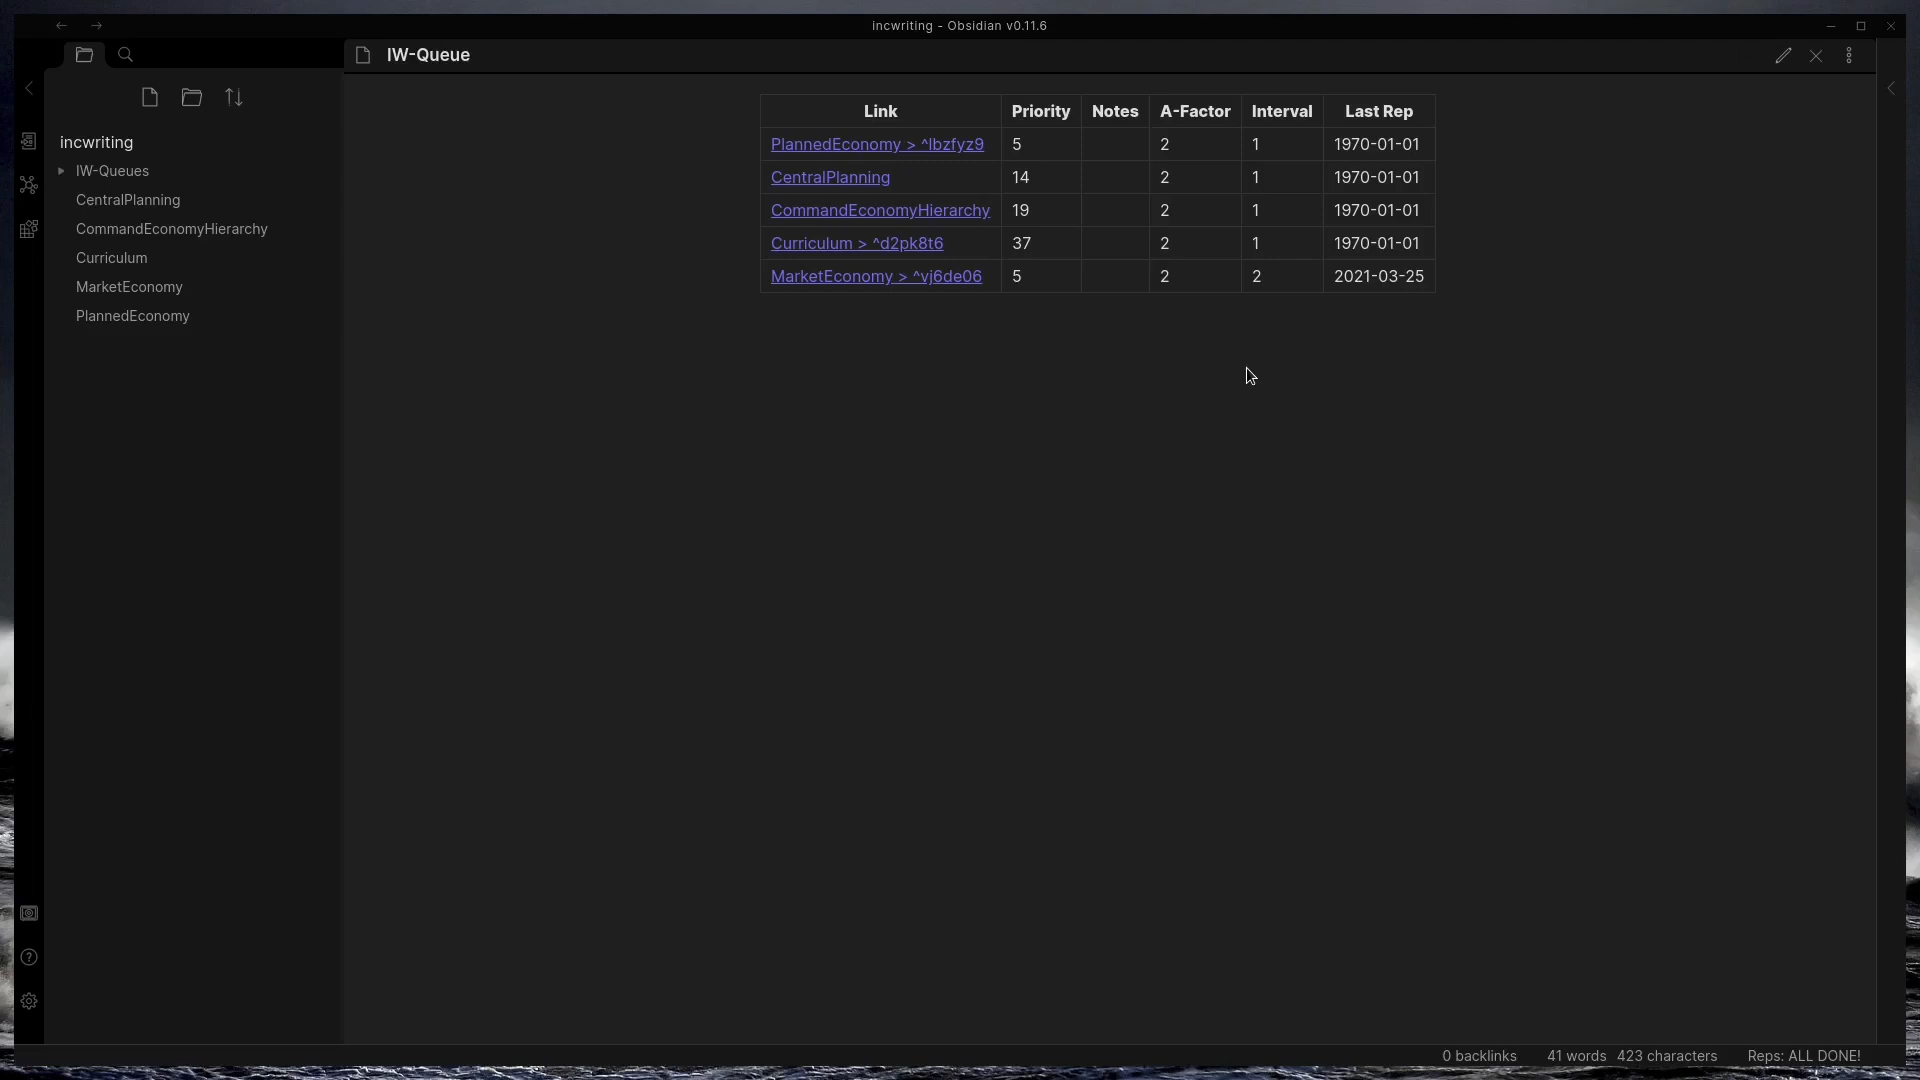 incwriting - Obsidian v0.11.6
IW-Queue
incwriting
IW-Queues
CentralPlanning
CommandEconomyHierarchy
Curriculum
MarketEconomy
PlannedEconomy
Link Priority Notes A-Factor Interval Last Rep
PlannedEconomy > ^lbzfyz9 5 2 1 1970-01-01
CentralPlanning 14 2 1 1970-01-01
CommandEconomyHierarchy 19 2 1 1970-01-01
Curriculum > ^d2pk8t6 37 2 1 1970-01-01
MarketEconomy > ^vj6de06 5 2 2 2021-03-25
0 backlinks 41 words 423 characters Reps: ALL DONE!